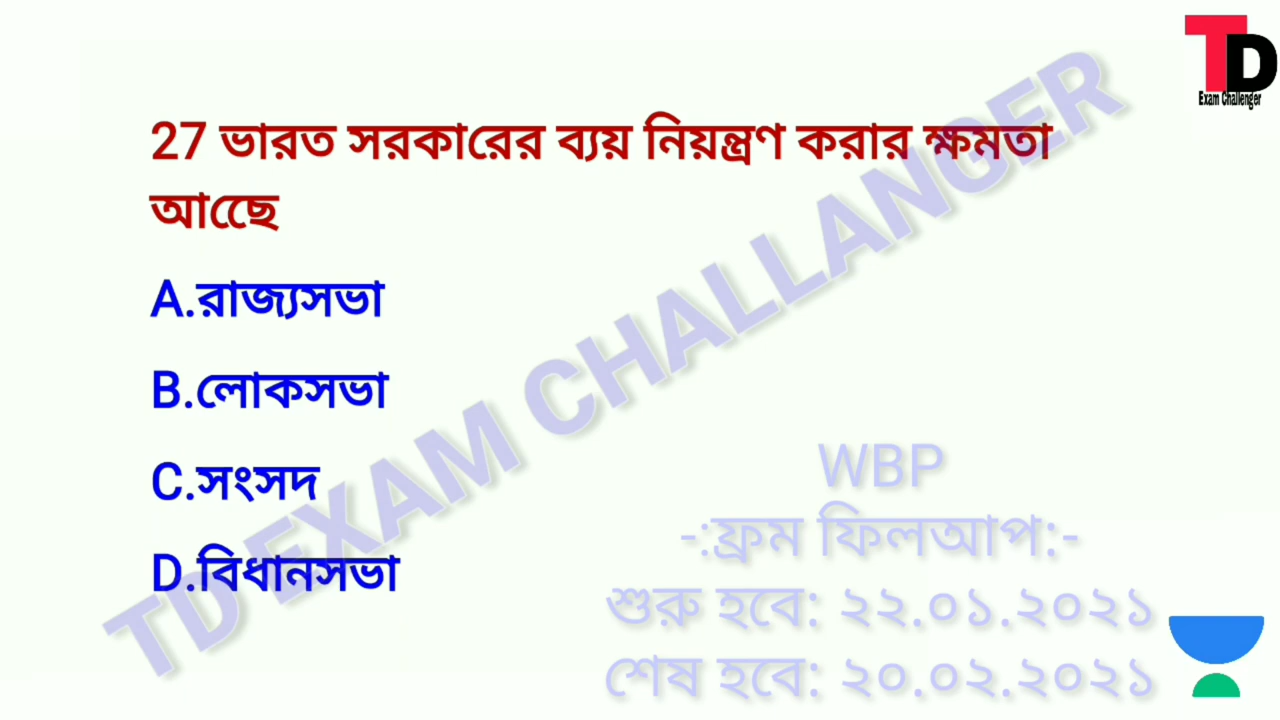 TD
Exam Challenger
27 ভারত সরকারের ব্যয় নিয়ন্ত্রণ করার ক্ষমতা
আছে
A.রাজ্যসভা
B.লোকসভা
C.সংসদ
D.বিধানসভা
TD EXAM CHALLANGER
WBP
-:ফ্রম ফিলআপ:-
শুরু হবে: ২২.০১.২০২১
শেষ হবে: ২০.০২.২০২১